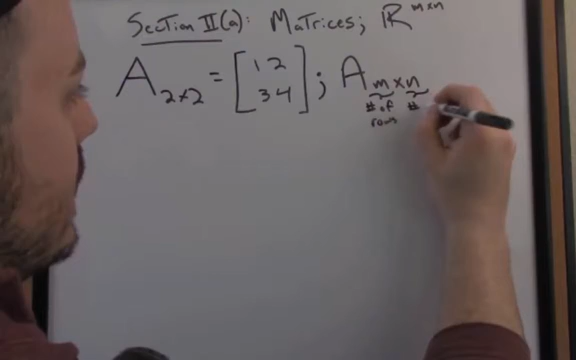 Section II(a): Matrices; ℝ^{m×n}
A_{2×2} = [1 2; A_{m×n}
3 4]
# of #
rows